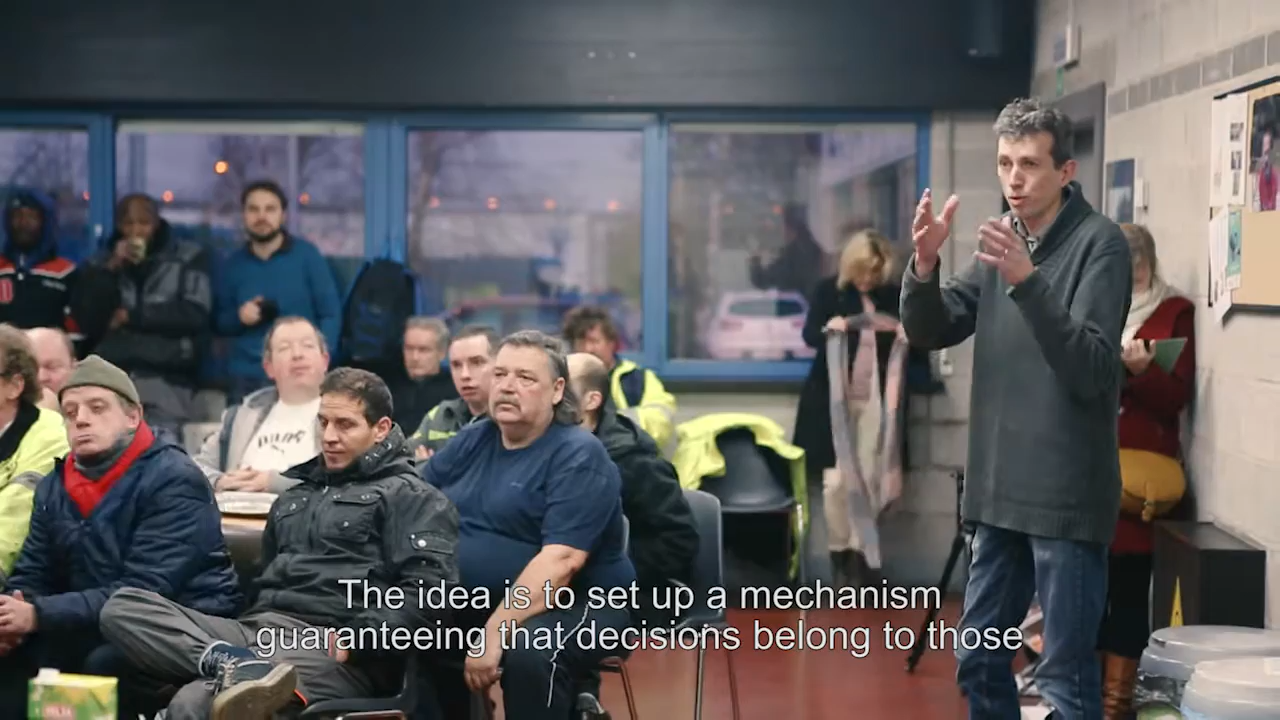 The idea is to set up a mechanism
guaranteeing that decisions belong to those